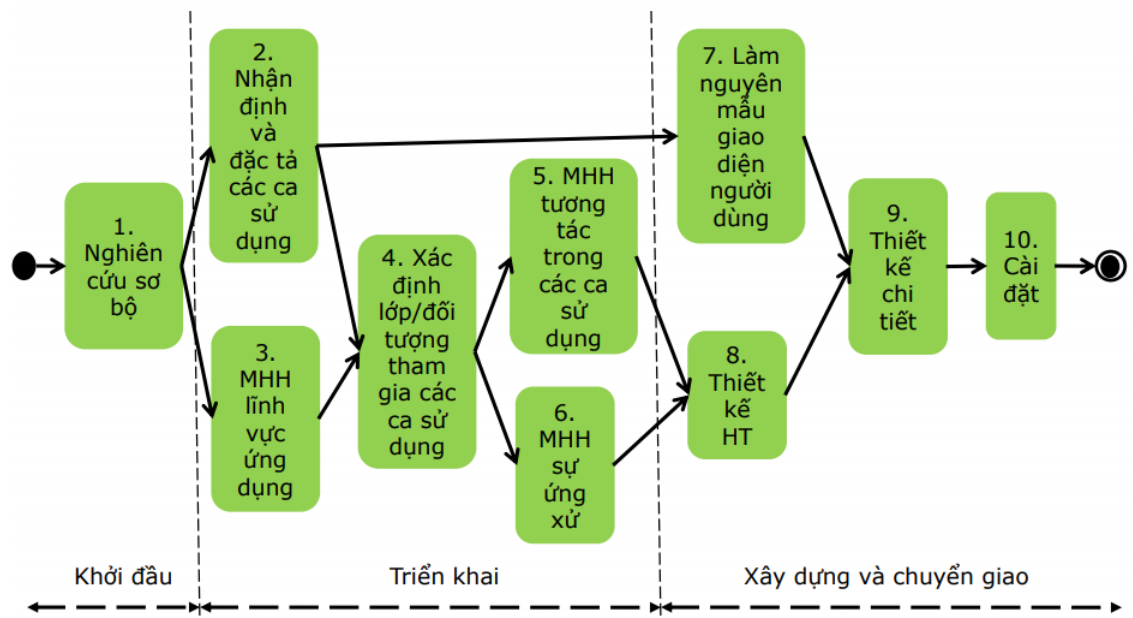 1.
Nghiên
cứu sơ
bộ
2.
Nhận
định
và
đặc tả
các ca
sử
dụng
3.
MHH
lĩnh
vực
ứng
dụng
4. Xác
định
lớp/đối
tượng
tham
gia các
ca sử
dụng
5. MHH
tương
tác
trong
các ca
sử
dụng
6.
MHH
sự
ứng
xử
7. Làm
nguyên
mẫu
giao
diện
người
dùng
8.
Thiết
kế
HT
9.
Thiết
kế
chi
tiết
10.
Cài
đặt
Khởi đầu
Triển khai
Xây dựng và chuyển giao